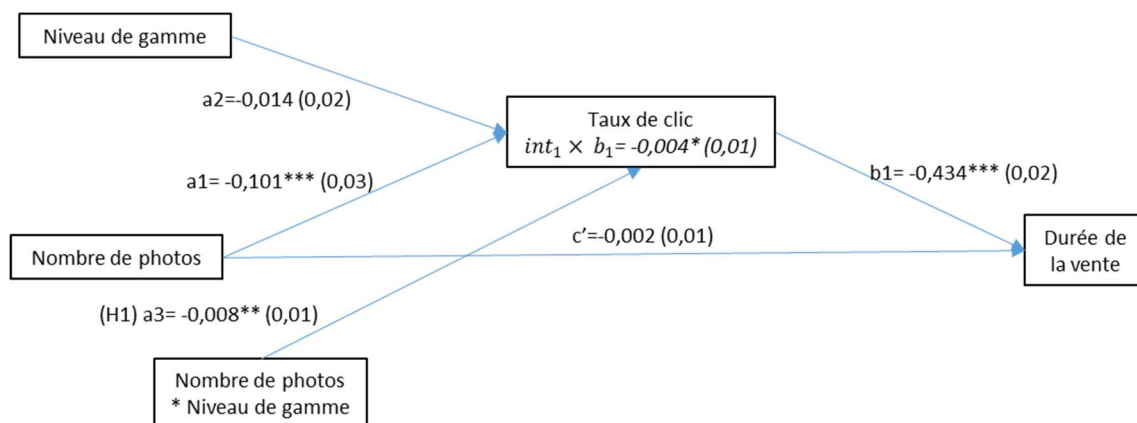 Niveau de gamme
a2=-0,014 (0,02)
Taux de clic
int₁ × b₁= -0,004* (0,01)
a1= -0,101*** (0,03)
b1= -0,434*** (0,02)
c’=-0,002 (0,01)
Nombre de photos
Durée de
la vente
(H1) a3= -0,008** (0,01)
Nombre de photos
* Niveau de gamme